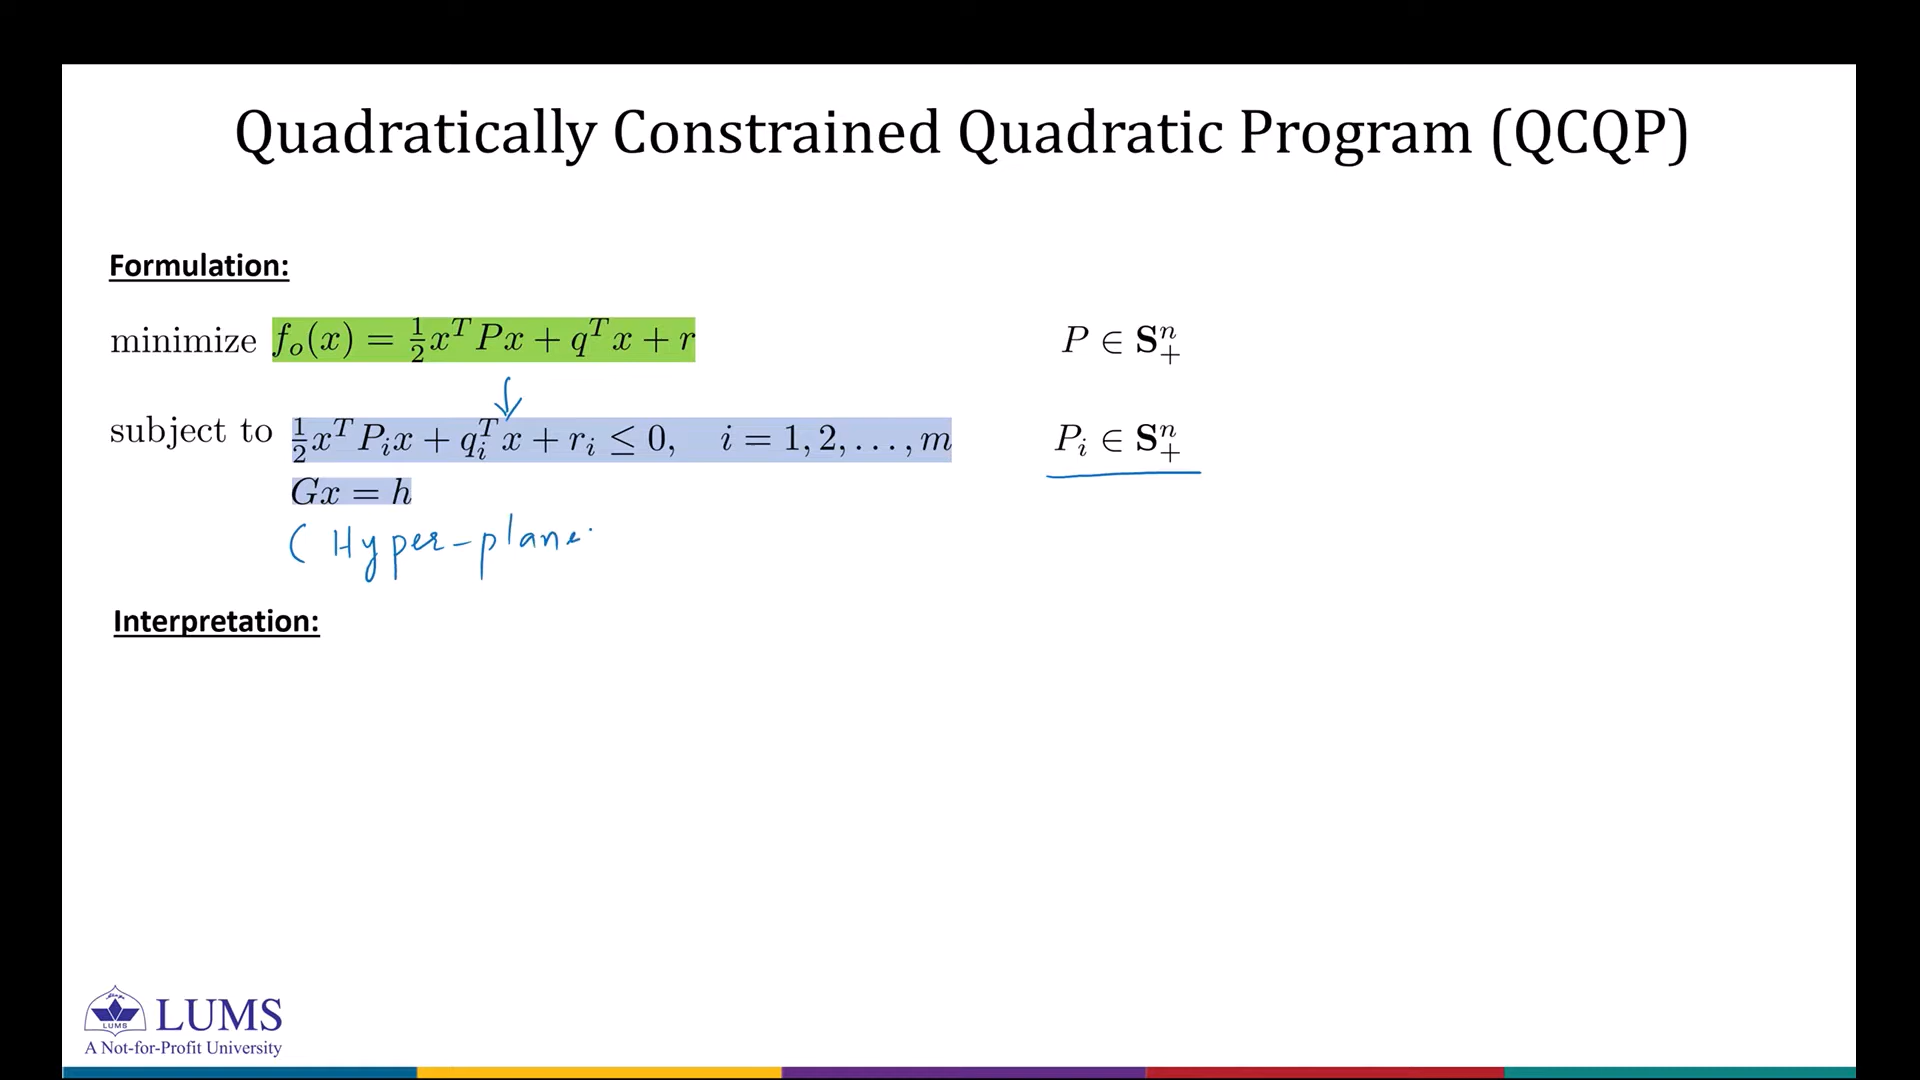 Quadratically Constrained Quadratic Program (QCQP)
Formulation:
minimize f_o(x) = ½x^T Px + q^T x + r    P ∈ S^n_+
subject to ½x^T P_i x + q_i^T x + r_i ≤ 0,    i = 1, 2, . . . , m    P_i ∈ S^n_+
Gx = h
( Hyper-plane
Interpretation:
LUMS
LUMS
A Not-for-Profit University